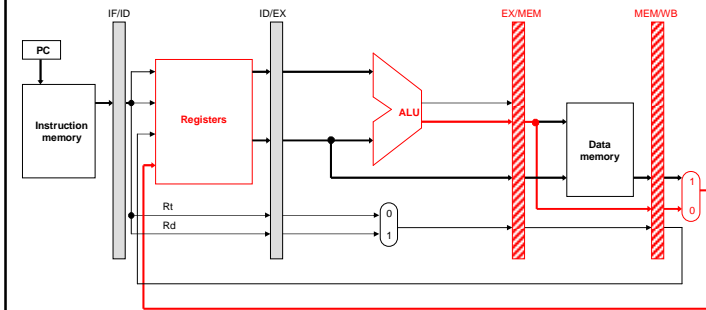 IF/ID
ID/EX
EX/MEM
MEM/WB
PC
Instruction
memory
Registers
ALU
Data
memory
1
0
Rt
Rd
0
1